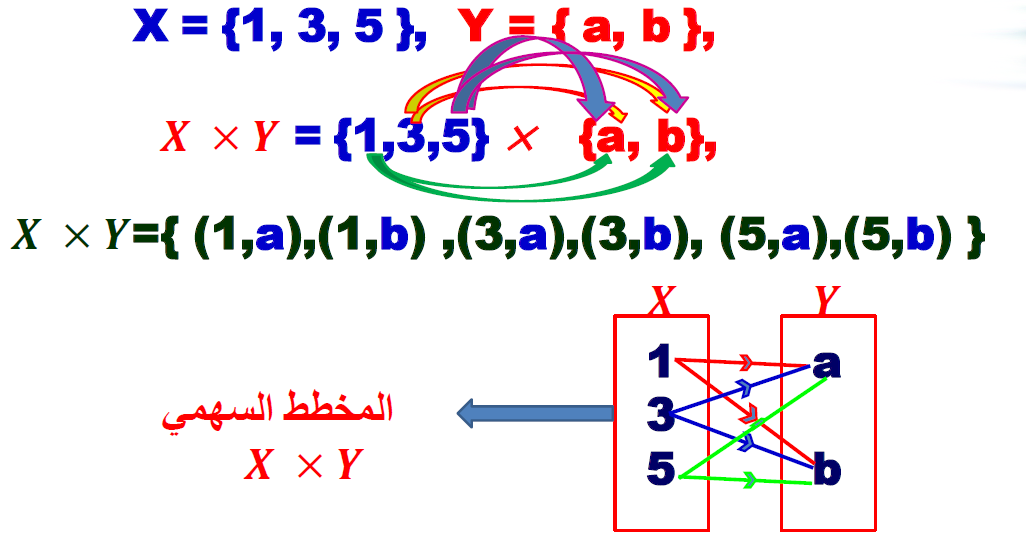 X = {1, 3, 5 }, Y = { a, b },
X × Y = {1,3,5} × {a, b},
X × Y={ (1,a),(1,b) ,(3,a),(3,b), (5,a),(5,b) }
X Y
1 a
3
5 b
المخطط السهمي
X × Y